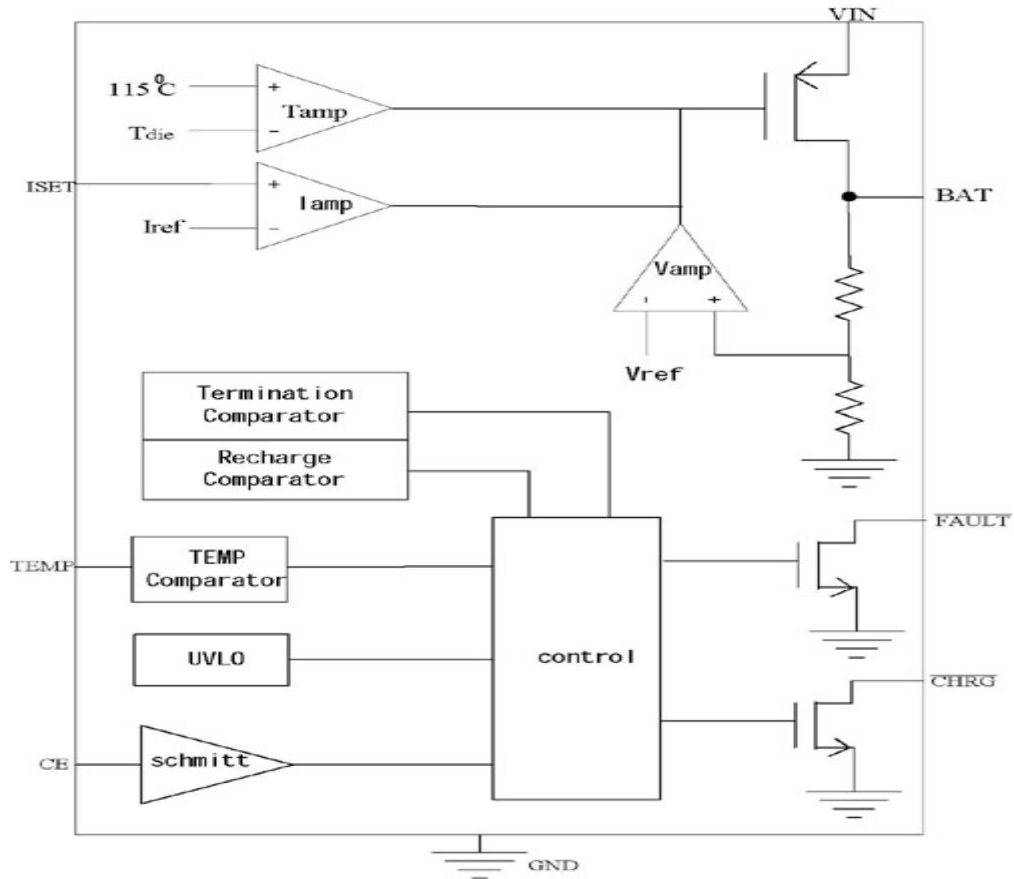 VIN
115⁰C
+
Tamp
Tdie
−
ISET
+
Iamp
BAT
Iref
−
Vamp
- +
Vref
Termination
Comparator
Recharge
Comparator
FAULT
TEMP
TEMP
Comparator
control
UVLO
CHRG
CE
schmitt
GND